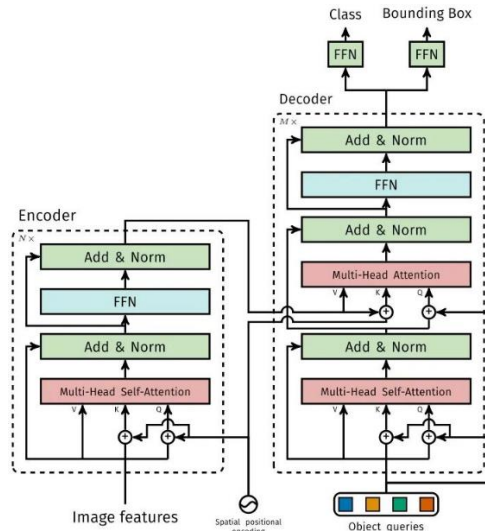 Class
Bounding Box
FFN
FFN
Decoder
M×
Add & Norm
FFN
Add & Norm
Multi-Head Attention
V
K
Q
Add & Norm
Multi-Head Self-Attention
V
K
Q
Object queries
Encoder
N×
Add & Norm
FFN
Add & Norm
Multi-Head Self-Attention
V
K
Q
Image features
Spatial positional